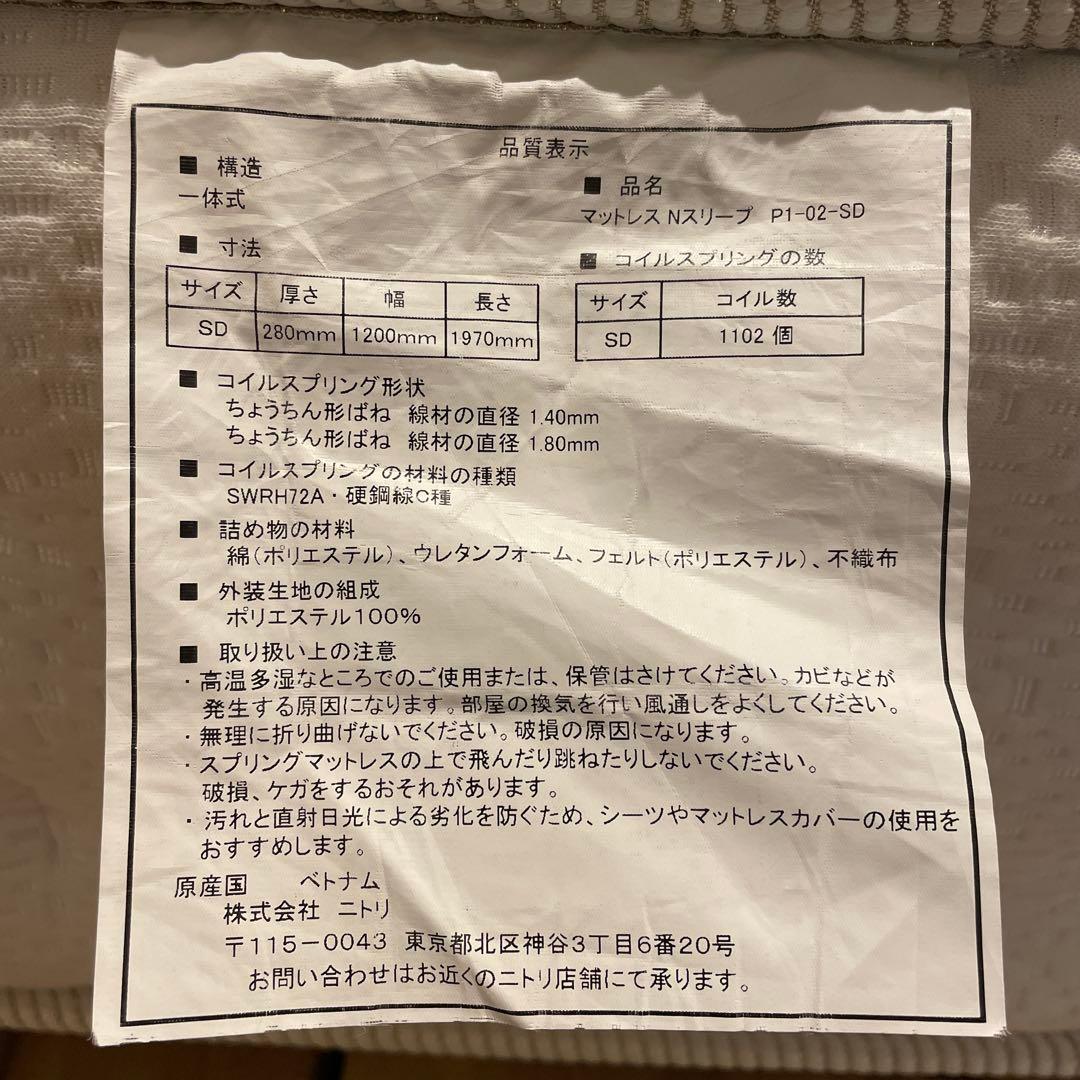 品質表示
■ 構造
一体式
■ 品名
マットレス Nスリープ P1-02-SD
■ 寸法
サイズ 厚さ 幅 長さ
SD 280mm 1200mm 1970mm
■ コイルスプリングの数
サイズ コイル数
SD 1102 個
■ コイルスプリング形状
ちょうちん形ばね 線材の直径 1.40mm
ちょうちん形ばね 線材の直径 1.80mm
■ コイルスプリングの材料の種類
SWRH72A・硬鋼線C種
■ 詰め物の材料
綿(ポリエステル)、ウレタンフォーム、フェルト(ポリエステル)、不織布
■ 外装生地の組成
ポリエステル100%
■ 取り扱い上の注意
・高温多湿なところでのご使用または、保管はさけてください。カビなどが
発生する原因になります。部屋の換気を行い風通しをよくしてください。
・無理に折り曲げないでください。破損の原因になります。
・スプリングマットレスの上で飛んだり跳ねたりしないでください。
破損、ケガをするおそれがあります。
・汚れと直射日光による劣化を防ぐため、シーツやマットレスカバーの使用を
おすすめします。
原産国 ベトナム
株式会社 ニトリ
〒115-0043 東京都北区神谷3丁目6番20号
お問い合わせはお近くのニトリ店舗にて承ります。